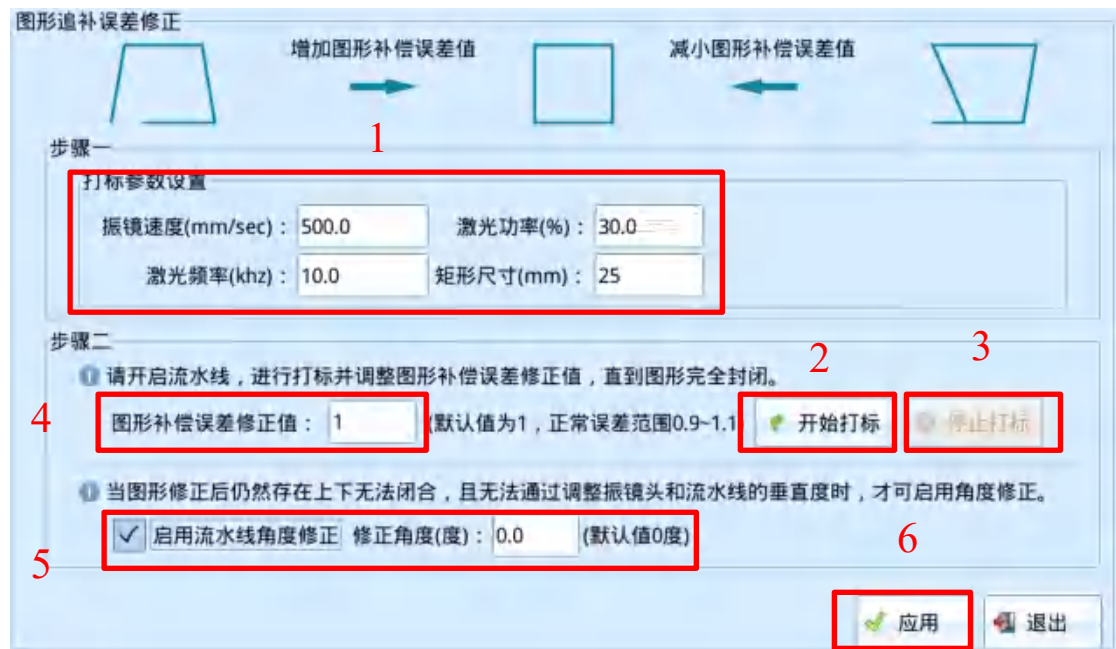 图形追补误差修正
增加图形补偿误差值
减小图形补偿误差值
1
步骤一
打标参数设置
振镜速度(mm/sec)： 500.0 激光功率(%)： 30.0
激光频率(khz)： 10.0 矩形尺寸(mm)： 25
步骤二
2
3
请开启流水线，进行打标并调整图形补偿误差修正值，直到图形完全封闭。
4
图形补偿误差修正值： 1 (默认值为1，正常误差范围0.9~1.1) 开始打标 停止打标
当图形修正后仍然存在上下无法闭合，且无法通过调整振镜头和流水线的垂直度时，才可启用角度修正。
启用流水线角度修正 修正角度(度)： 0.0 (默认值0度)
5
6
应用 退出